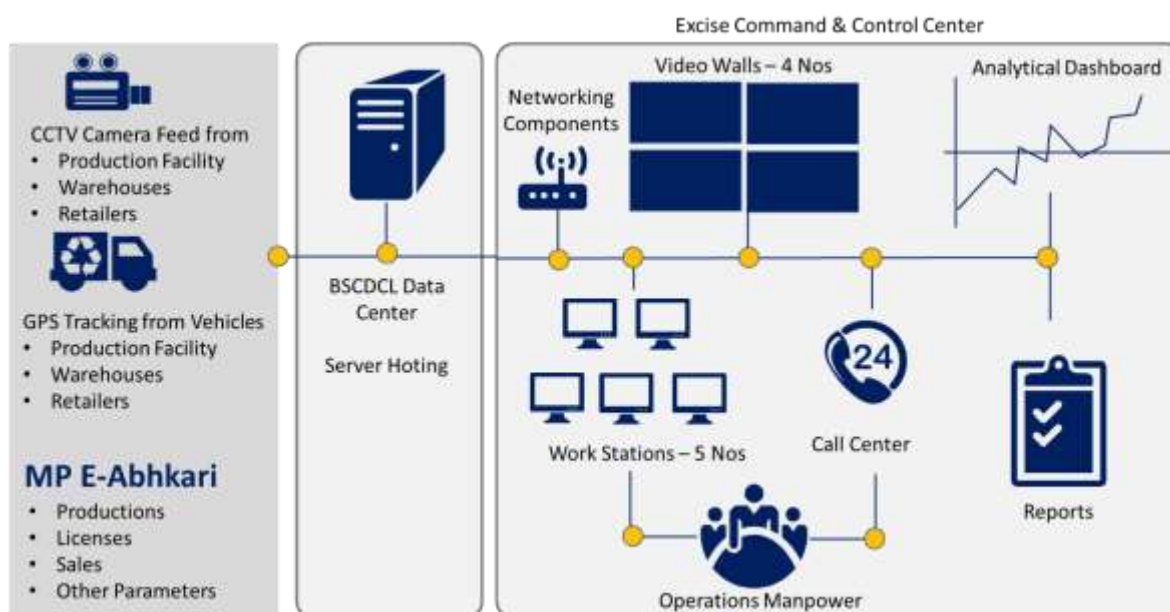 Excise Command & Control Center
CCTV Camera Feed from
• Production Facility
• Warehouses
• Retailers
GPS Tracking from Vehicles
• Production Facility
• Warehouses
• Retailers
MP E-Abhkari
• Productions
• Licenses
• Sales
• Other Parameters
BSCDCL Data
Center
Server Hoting
Networking
Components
Video Walls – 4 Nos
Analytical Dashboard
Work Stations – 5 Nos
24
Call Center
Reports
Operations Manpower